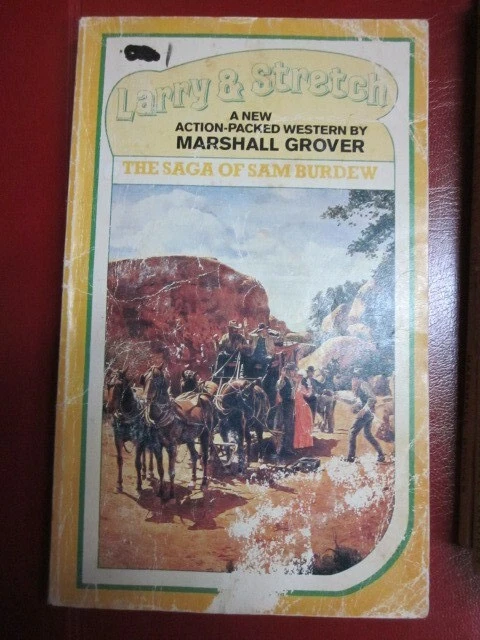 Larry & Stretch
A NEW
ACTION-PACKED WESTERN BY
MARSHALL GROVER
THE SAGA OF SAM BURDEW